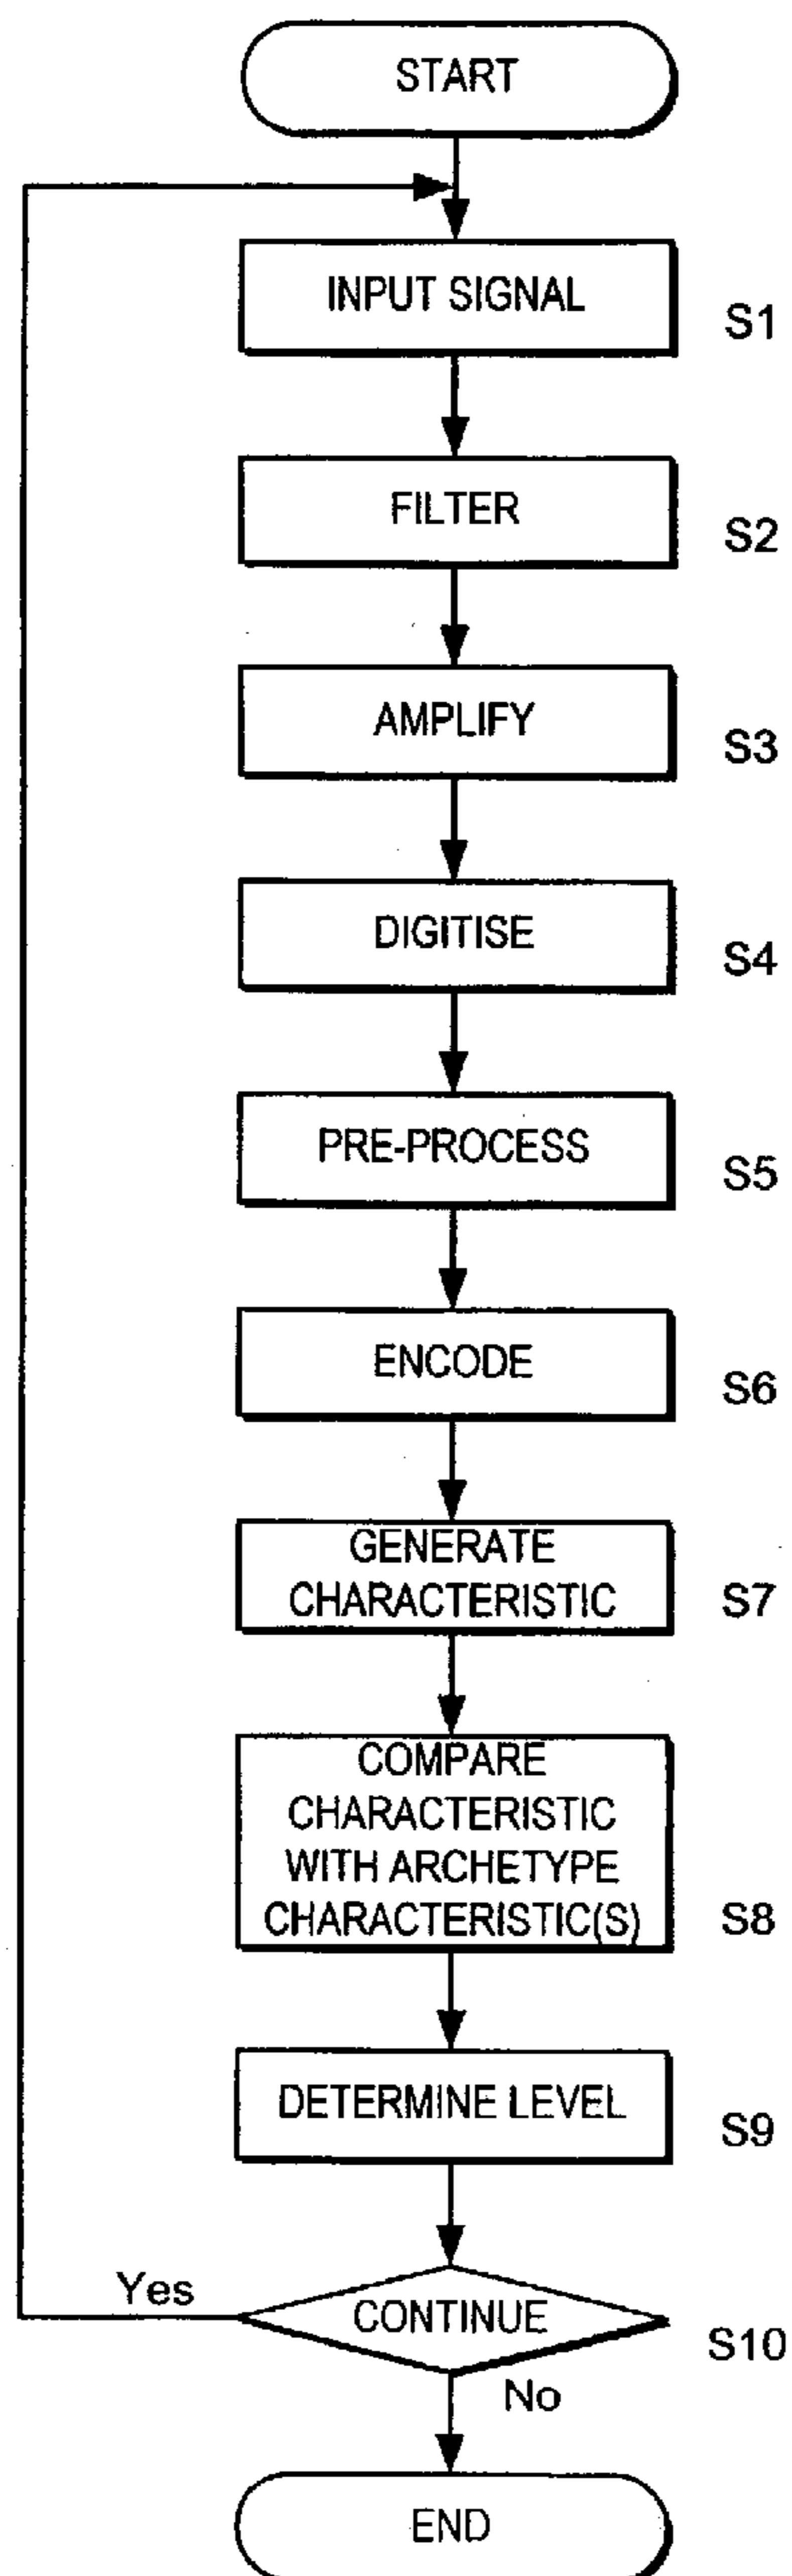 START
INPUT SIGNAL
S1
FILTER
S2
AMPLIFY
S3
DIGITISE
S4
PRE-PROCESS
S5
ENCODE
S6
GENERATE
CHARACTERISTIC
S7
COMPARE
CHARACTERISTIC
WITH ARCHETYPE
CHARACTERISTIC(S)
S8
DETERMINE LEVEL
S9
Yes
CONTINUE
S10
No
END